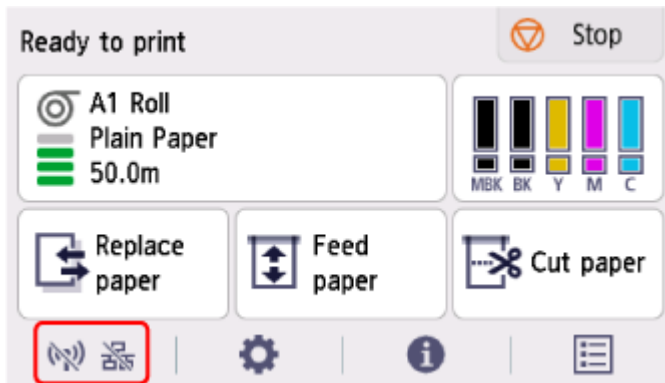 Ready to print
Stop
A1 Roll
Plain Paper
50.0m
MBK BK Y M C
Replace
paper
Feed
paper
Cut paper